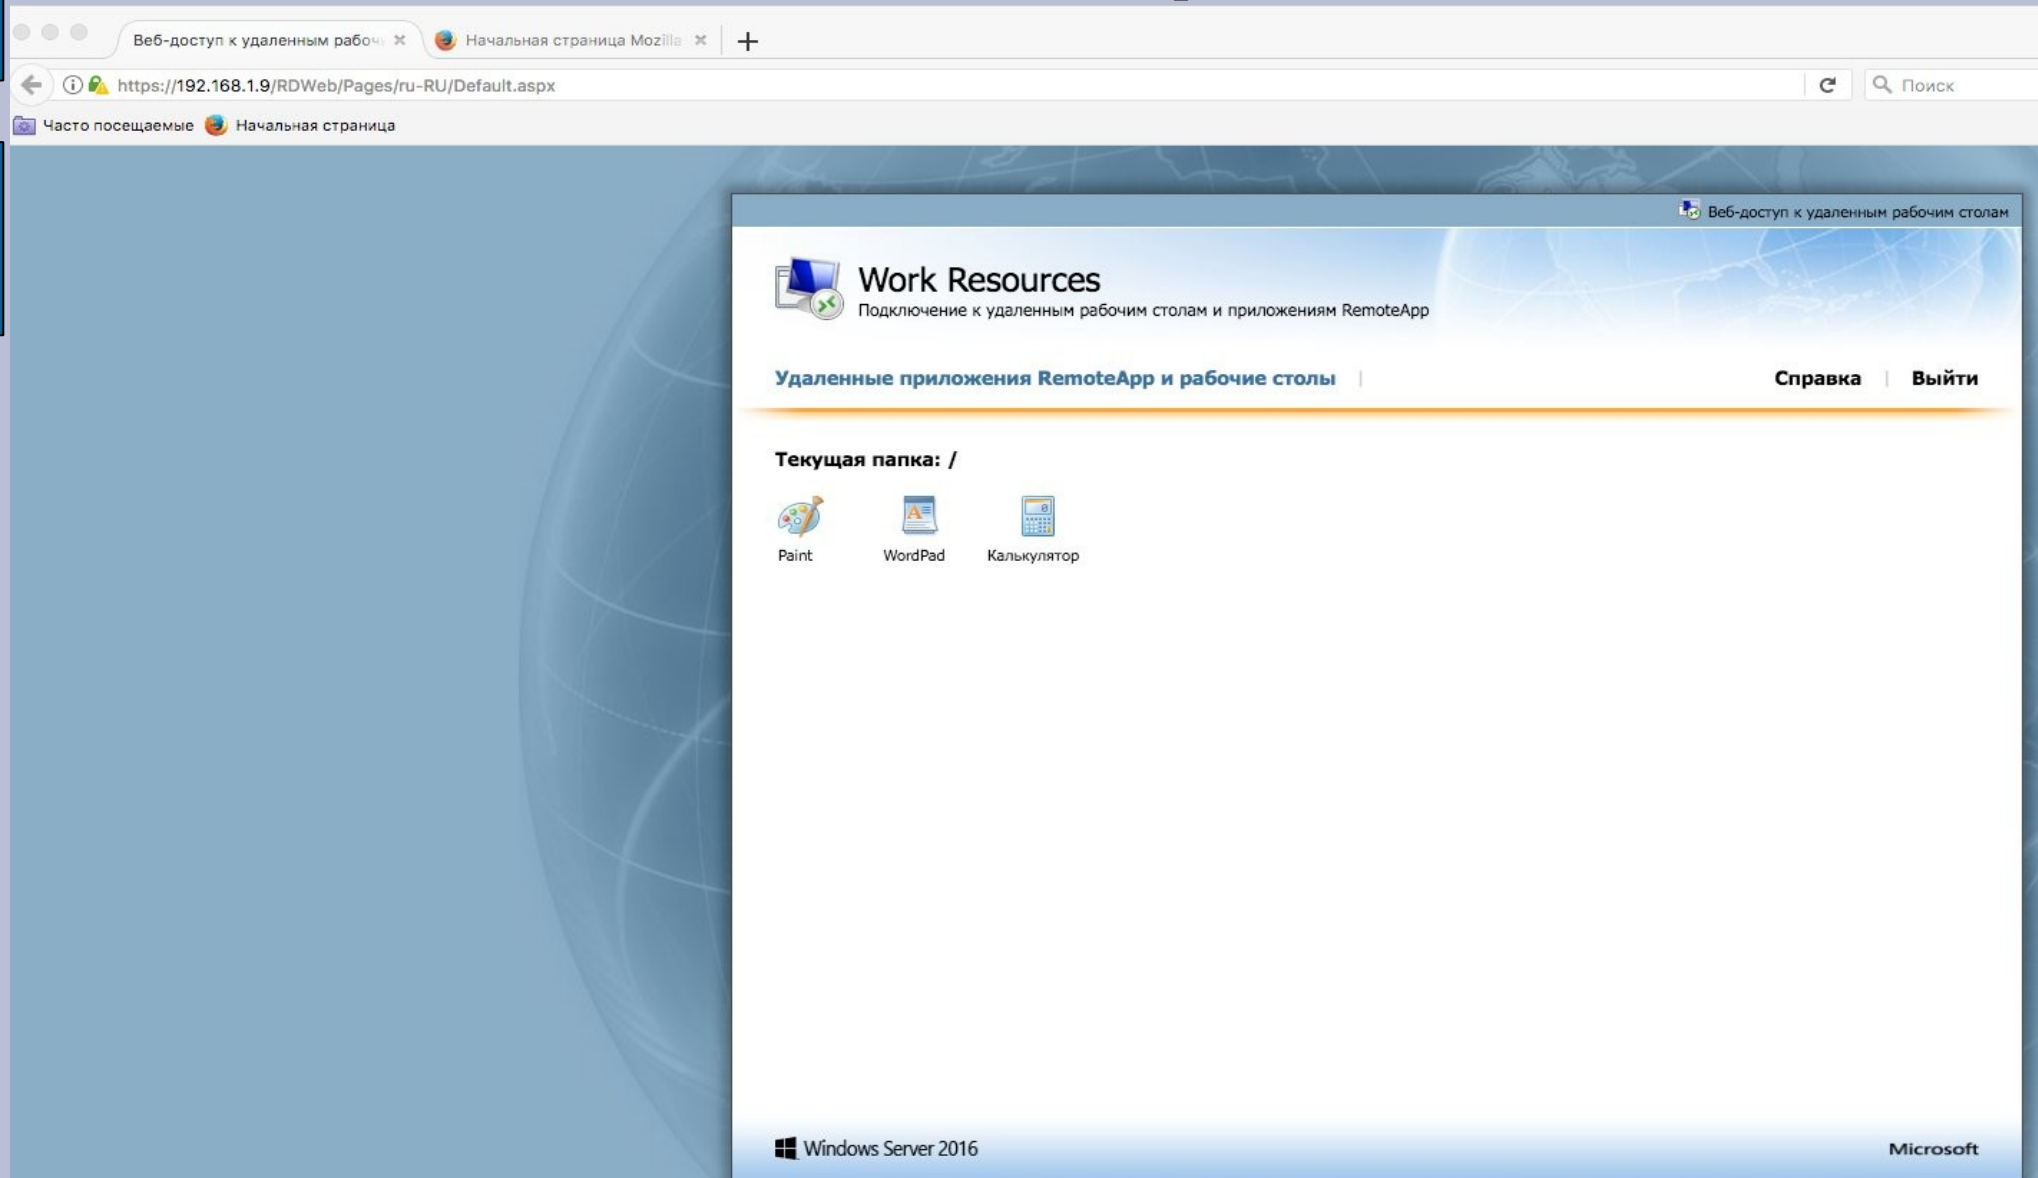 Веб-доступ к удаленным рабочи
Начальная страница Mozilla
https://192.168.1.9/RDWeb/Pages/ru-RU/Default.aspx
Поиск
Часто посещаемые
Начальная страница
Веб-доступ к удаленным рабочим столам
Work Resources
Подключение к удаленным рабочим столам и приложениям RemoteApp
Удаленные приложения RemoteApp и рабочие столы
Справка
Выйти
Текущая папка: /
Paint
WordPad
Калькулятор
Windows Server 2016
Microsoft